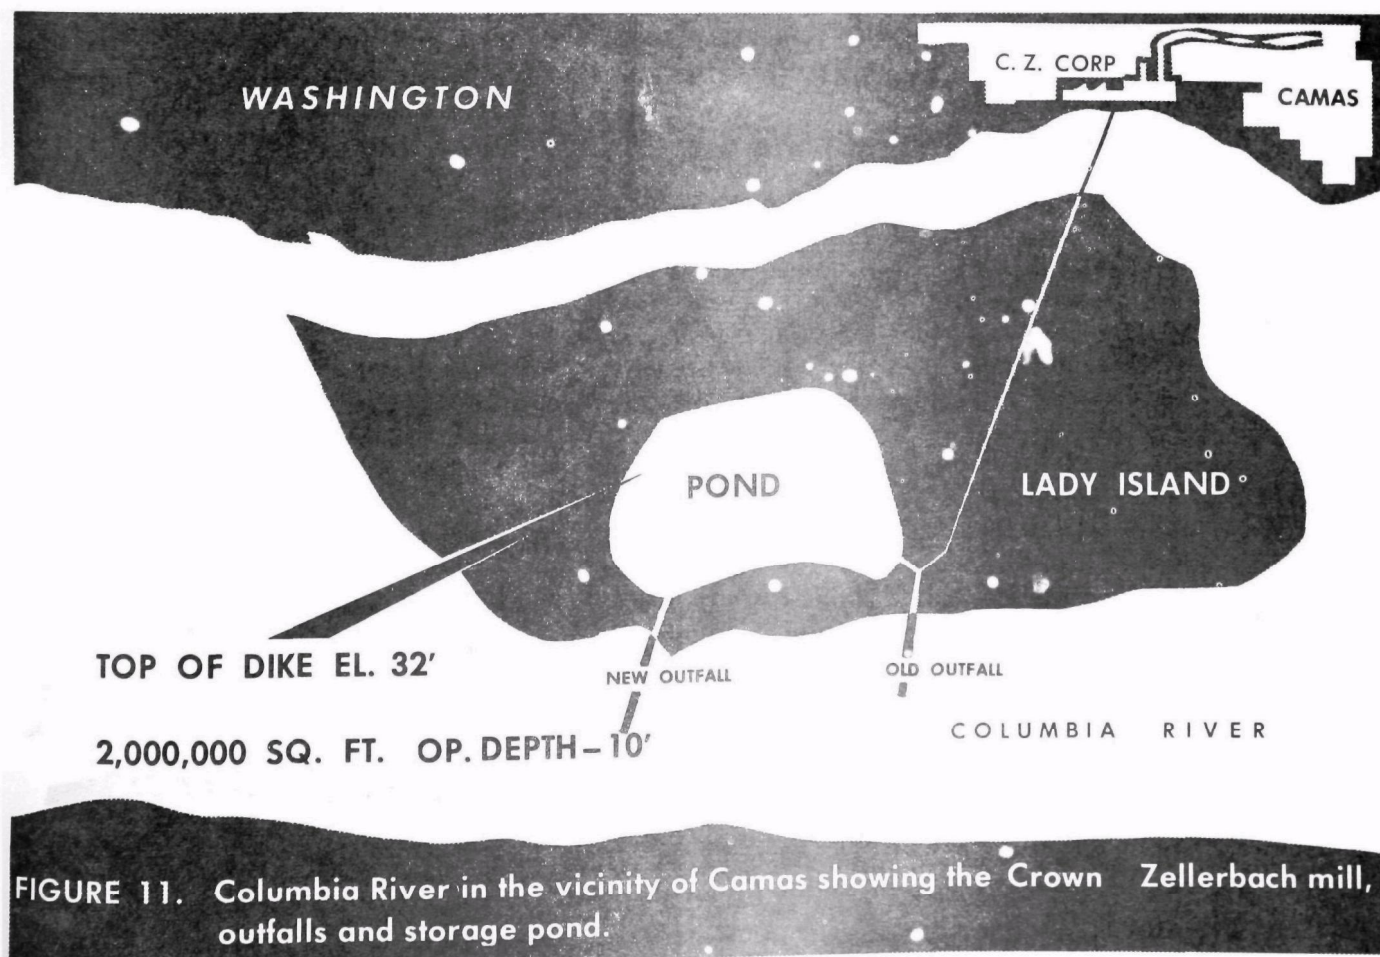 WASHINGTON
C. Z. CORP
CAMAS
POND
LADY ISLAND
TOP OF DIKE EL. 32'
NEW OUTFALL
OLD OUTFALL
2,000,000 SQ. FT. OP. DEPTH-10'
COLUMBIA RIVER
FIGURE 11. Columbia River in the vicinity of Camas showing the Crown Zellerbach mill,
outfalls and storage pond.